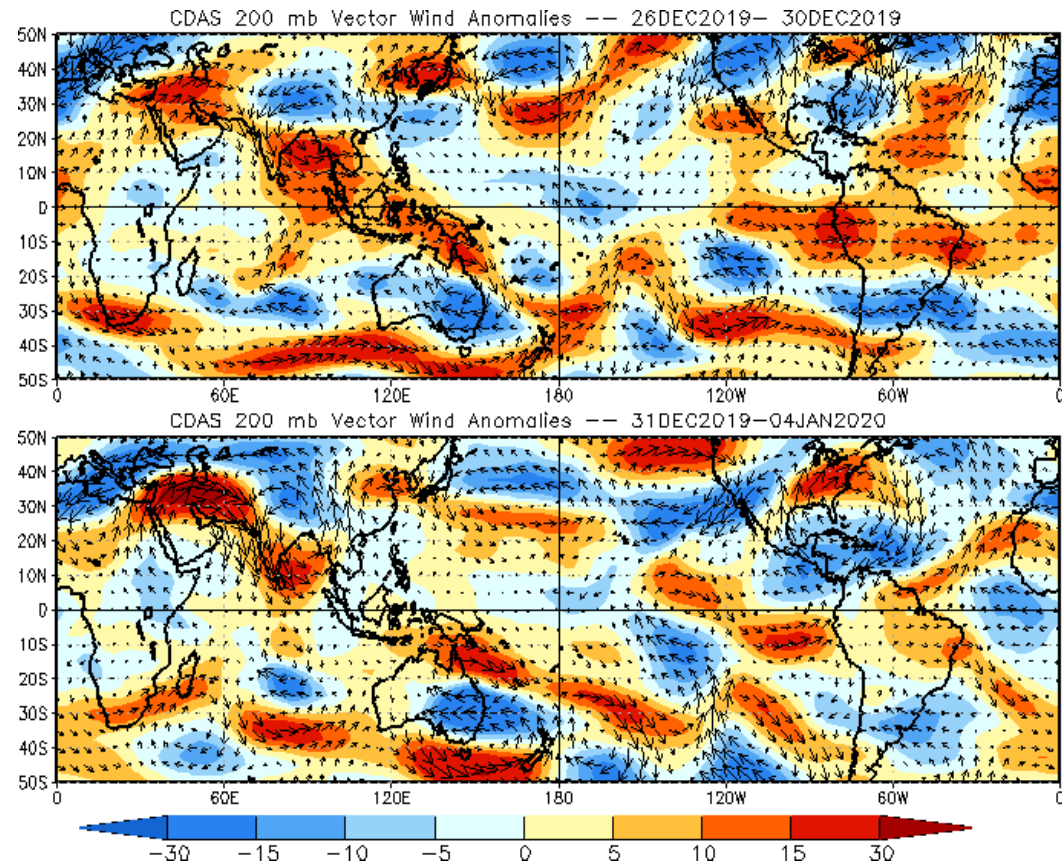 CDAS 200 mb Vector Wind Anomalies -- 26DEC2019- 30DEC2019
50N
40N
30N
20N
10N
0
10S
20S
30S
40S
50S
0 60E 120E 180 120W 60W 0
CDAS 200 mb Vector Wind Anomalies -- 31DEC2019-04JAN2020
50N
40N
30N
20N
10N
0
10S
20S
30S
40S
50S
0 60E 120E 180 120W 60W 0
-30 -15 -10 -5 0 5 10 15 30